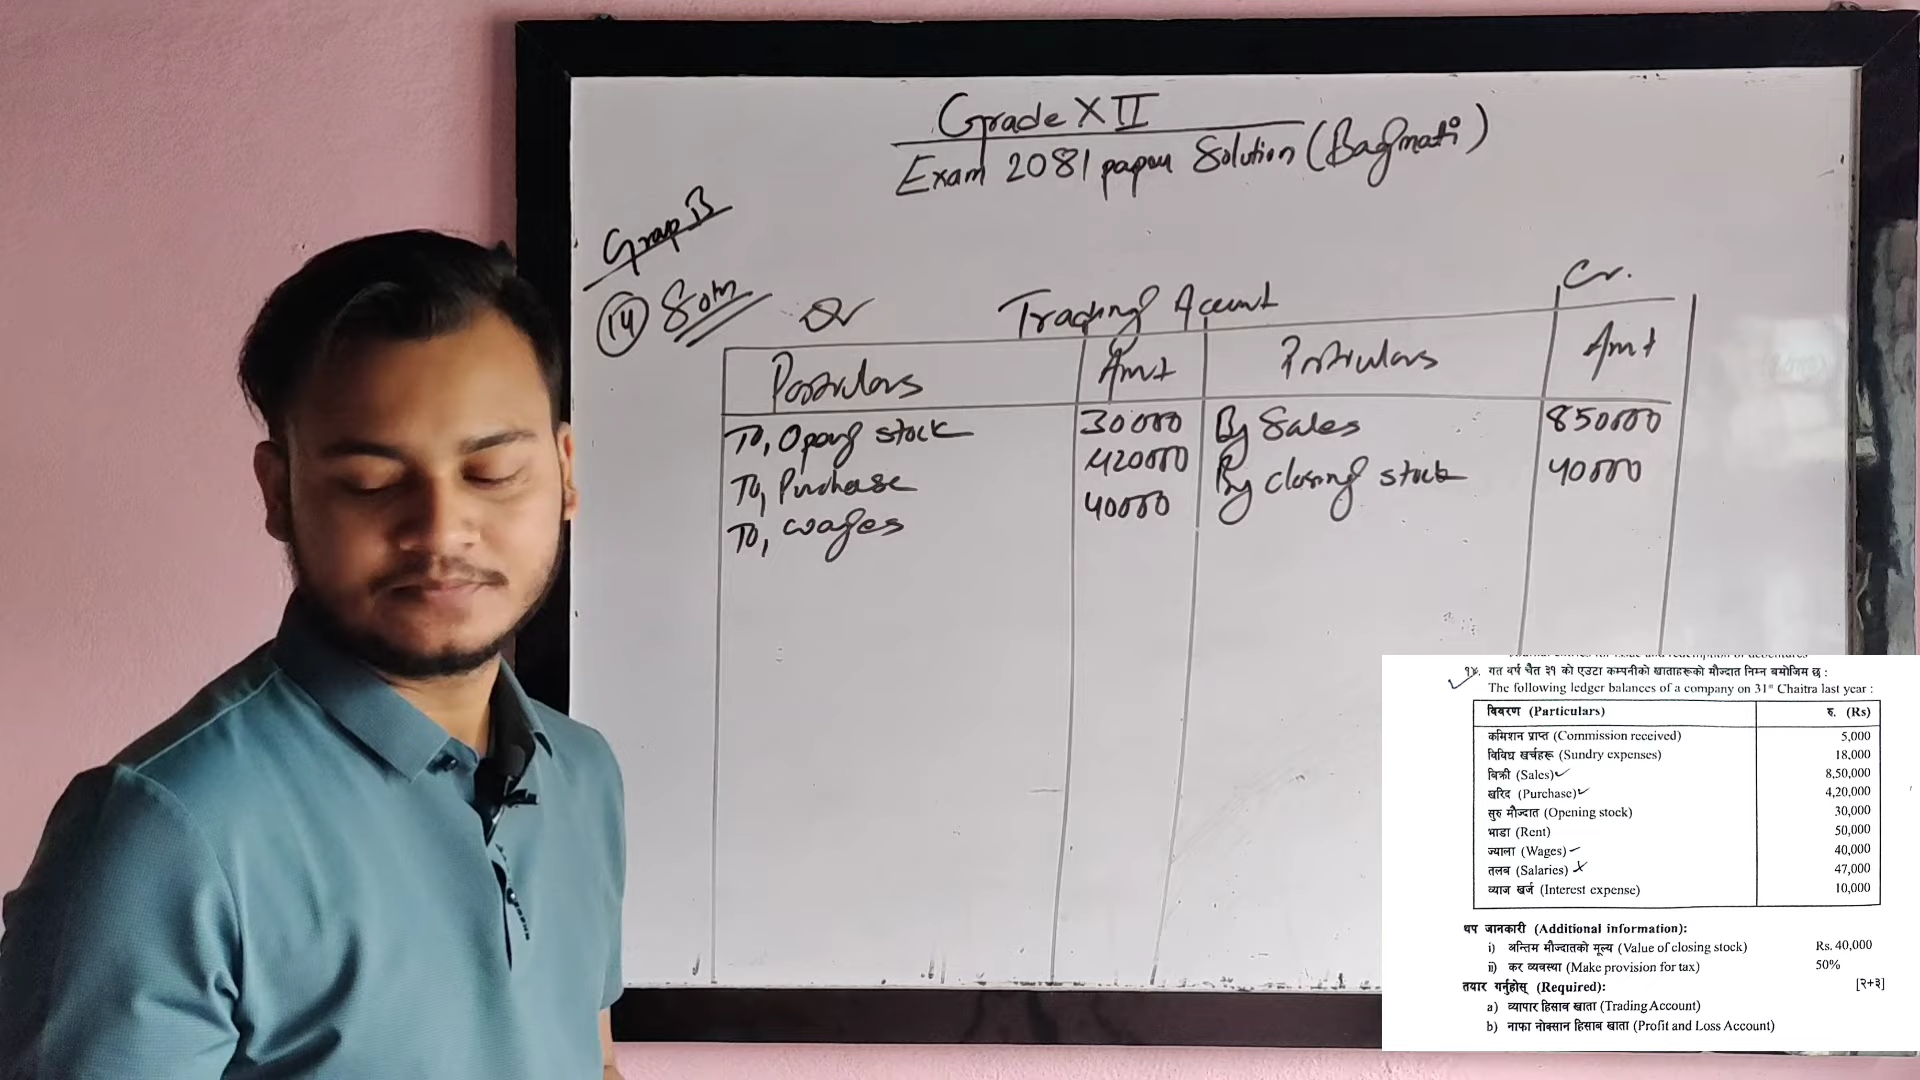 Grade XII
Exam 2081 paper Solution (Bagmati)
Group B
14 Soln
Dr Trading Account Cr.
Particulars Amt Particulars Amt
To, Openg stock 30000 By Sales 850000
To, Purchase 420000 By closing stock 40000
To, wages 40000
१४. गत वर्ष चैत ३१ को एउटा कम्पनीको खाताहरूको मौज्दात निम्न बमोजिम छ :
The following ledger balances of a company on 31st Chaitra last year :
विवरण (Particulars) रु. (Rs)
कमिशन प्राप्त (Commission received) 5,000
विविध खर्चहरू (Sundry expenses) 18,000
बिक्री (Sales) 8,50,000
खरिद (Purchase) 4,20,000
सुरु मौज्दात (Opening stock) 30,000
भाडा (Rent) 50,000
ज्याला (Wages) 40,000
तलब (Salaries) 47,000
व्याज खर्ज (Interest expense) 10,000
थप जानकारी (Additional information):
i) अन्तिम मौज्दातको मूल्य (Value of closing stock) Rs. 40,000
ii) कर व्यवस्था (Make provision for tax) 50%
तयार गर्नुहोस् (Required): [२+३]
a) व्यापार हिसाब खाता (Trading Account)
b) नाफा नोक्सान हिसाब खाता (Profit and Loss Account)